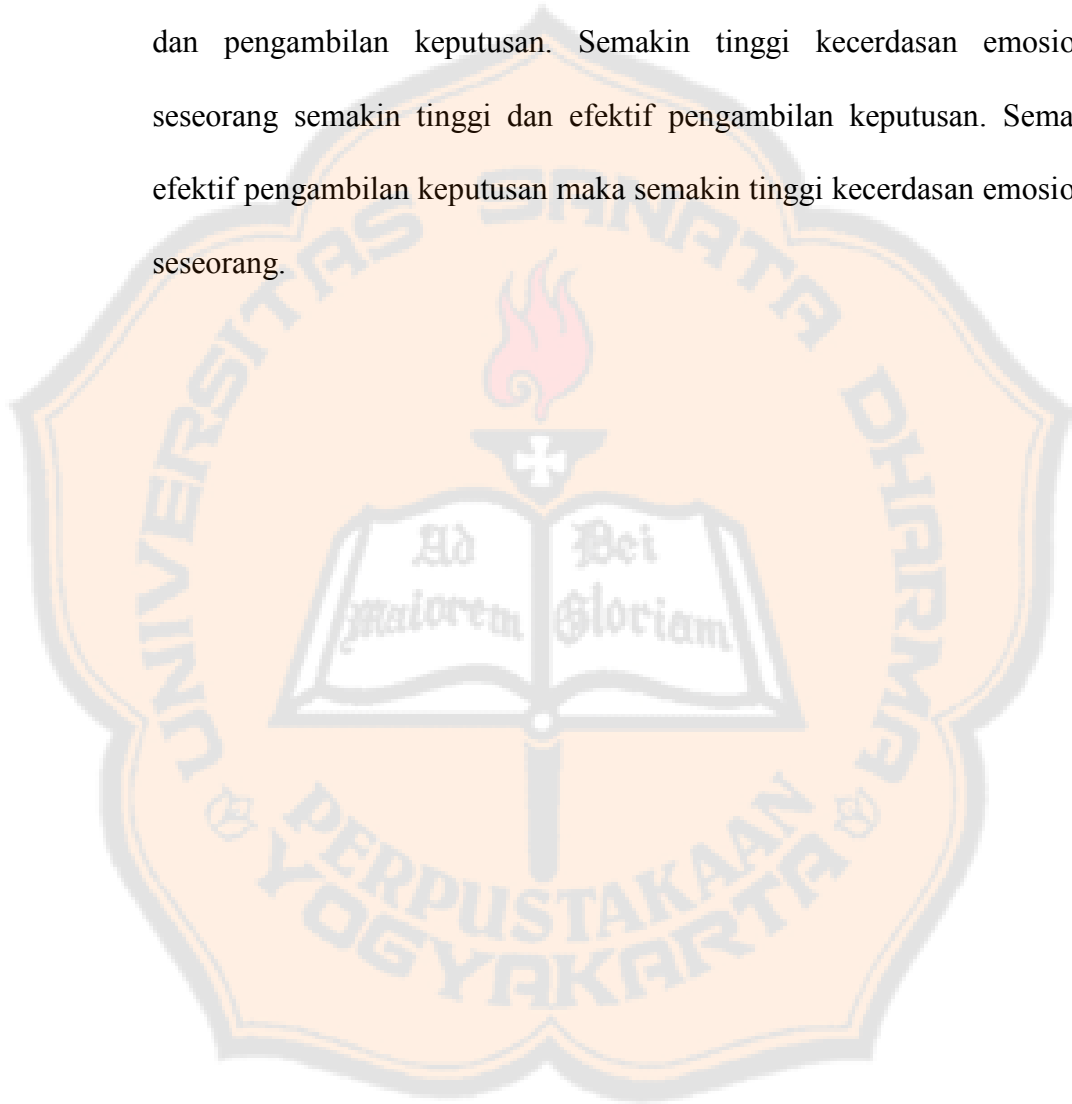 dan pengambilan keputusan. Semakin tinggi kecerdasan emosio
seseorang semakin tinggi dan efektif pengambilan keputusan. Sema
efektif pengambilan keputusan maka semakin tinggi kecerdasan emosio
seseorang.
UNIVERSITAS SANATA DHARMA
Ad Dei
Maiorem Gloriam
PERPUSTAKAAN
YOGYAKARTA